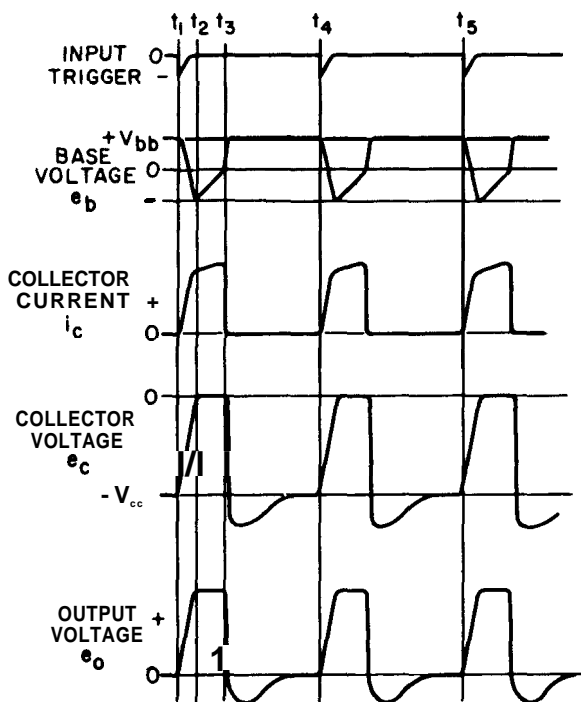 t₁ t₂ t₃ t₄ t₅
INPUT
TRIGGER
0
−
+Vbb
BASE
VOLTAGE
eb
0
−
COLLECTOR
CURRENT
ic
+
0
0
COLLECTOR
VOLTAGE
ec
-Vcc
OUTPUT
VOLTAGE
eo
+
1
0